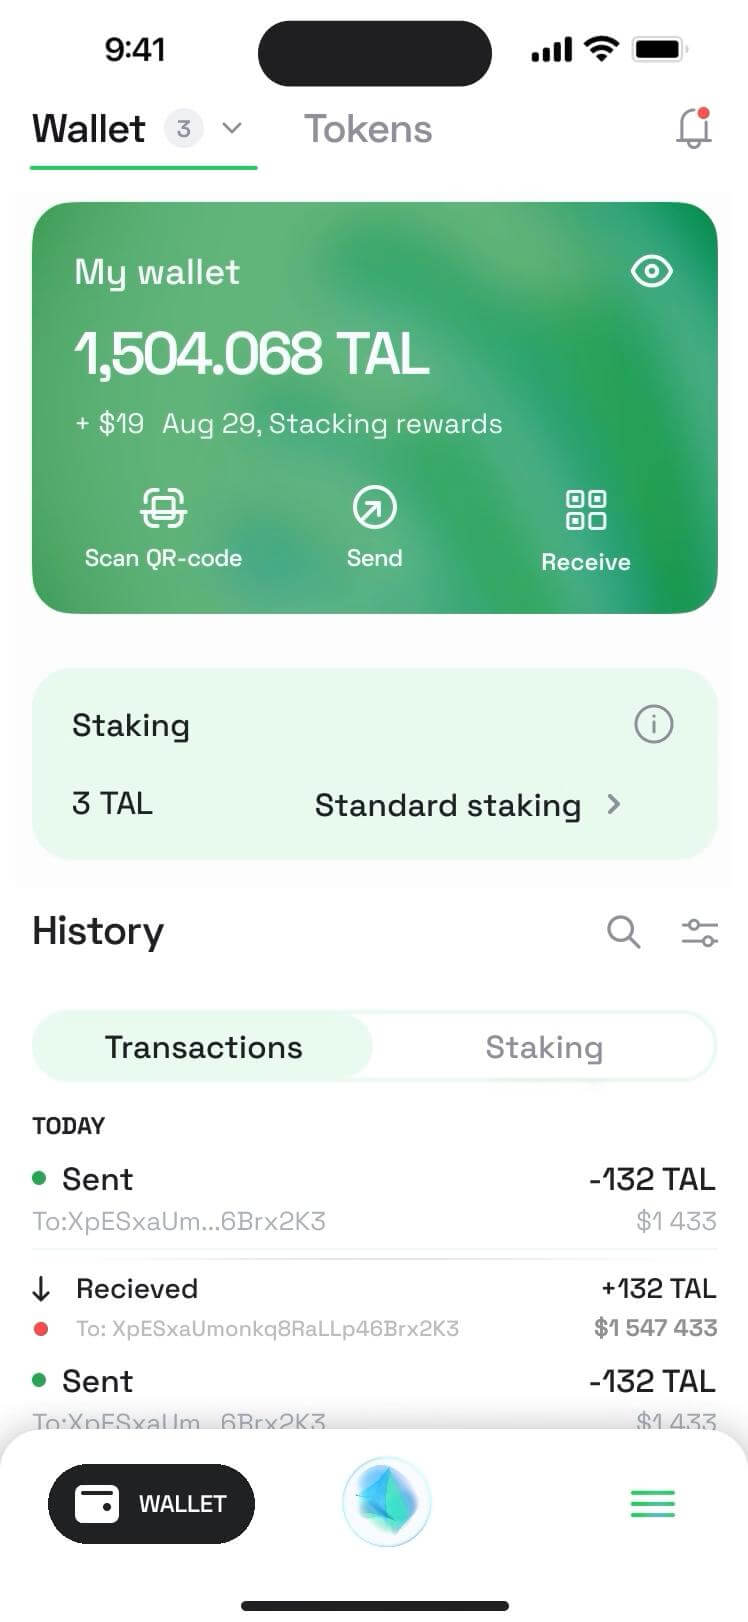 9:41
Wallet 3 Tokens
My wallet
1,504.068 TAL
+ $19 Aug 29, Stacking rewards
Scan QR-code Send Receive
Staking
3 TAL Standard staking
History
Transactions Staking
TODAY
Sent -132 TAL
To:XpESxaUm...6Brx2K3 $1 433
Recieved +132 TAL
To: XpESxaUmonkq8RaLLp46Brx2K3 $1 547 433
Sent -132 TAL
To:XpESxaUm...6Brx2K3 $1 433
WALLET